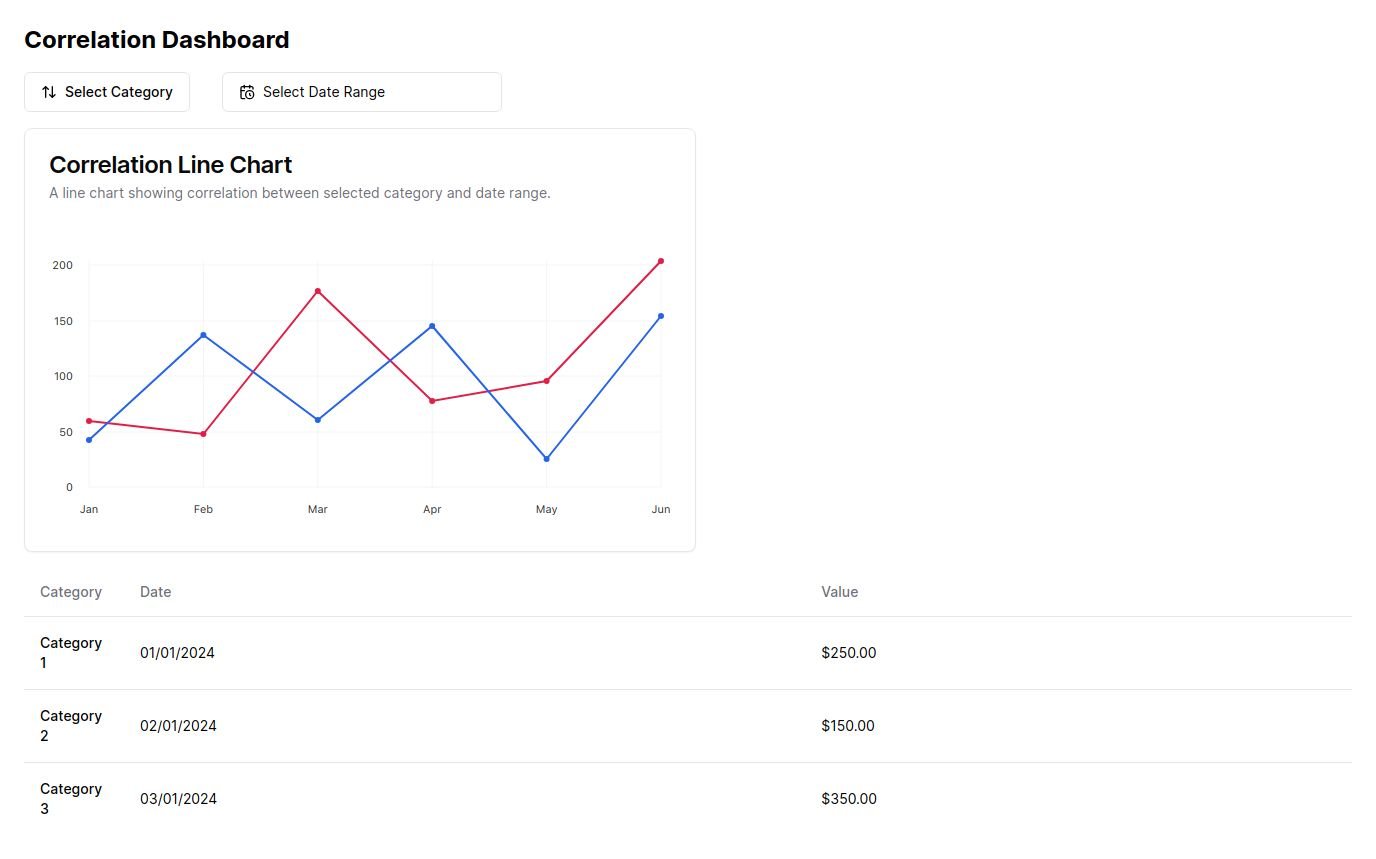 Correlation Dashboard
Select Category
Select Date Range
Correlation Line Chart
A line chart showing correlation between selected category and date range.
200
150
100
50
0
Jan Feb Mar Apr May Jun
Category Date Value
Category
1
01/01/2024 $250.00
Category
2
02/01/2024 $150.00
Category
3
03/01/2024 $350.00